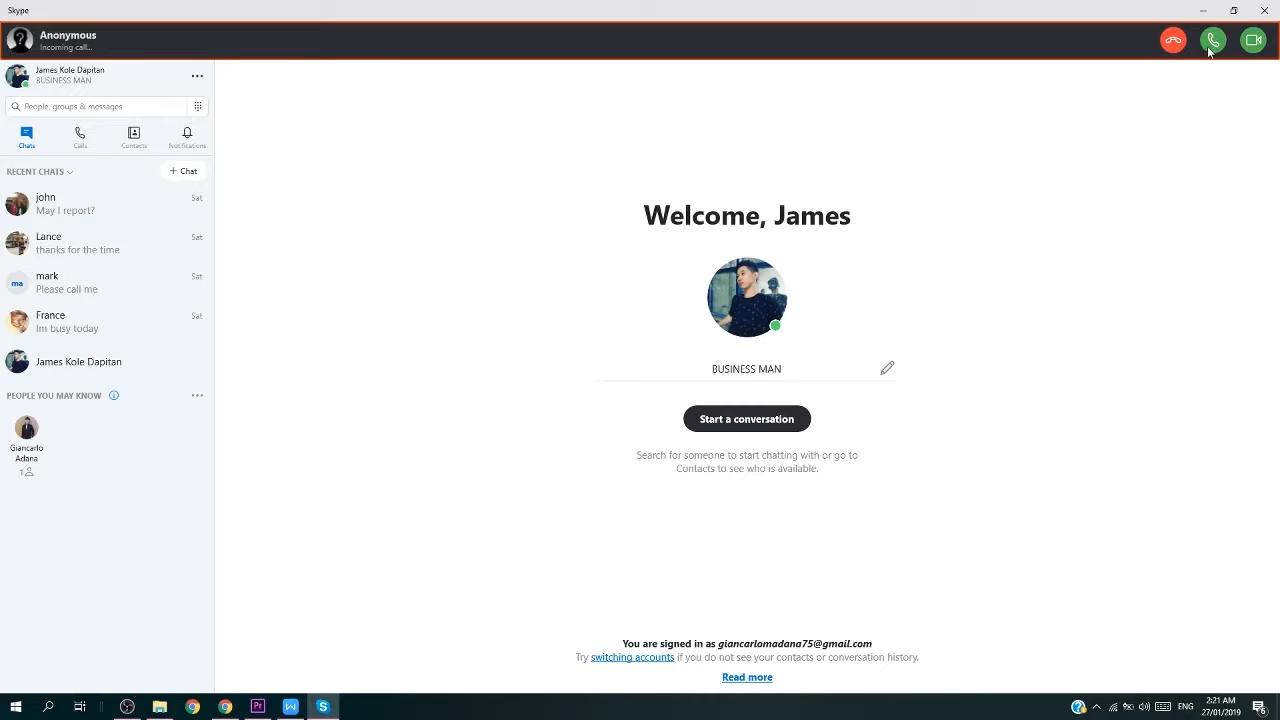 Skype
Anonymous
Incoming call...
James Kole Dapitan
BUSINESS MAN
People, groups & messages
Chats
Calls
Contacts
Notifications
RECENT CHATS
+ Chat
john
Sat
May I report?
Lance
Sat
thanks for the time
ma
mark
Sat
Please call me
France
Sat
Im busy today
James Kole Dapitan
PEOPLE YOU MAY KNOW
Giancarlo
Adana
1
Welcome, James
BUSINESS MAN
Start a conversation
Search for someone to start chatting with or go to
Contacts to see who is available.
You are signed in as giancarlomadana75@gmail.com
Try switching accounts if you do not see your contacts or conversation history.
Read more
Pr
W
S
ENG
2:21 AM
27/01/2019
6